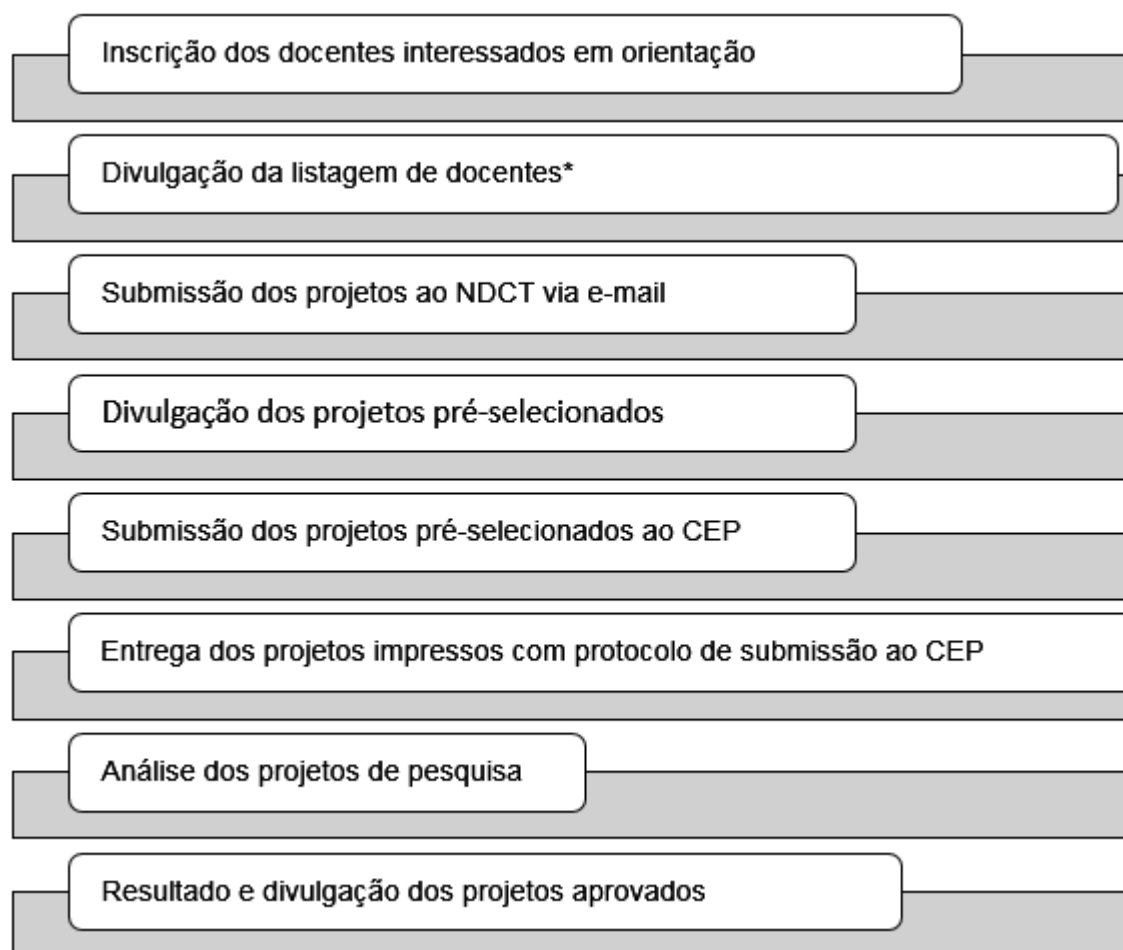 Inscrição dos docentes interessados em orientação
Divulgação da listagem de docentes*
Submissão dos projetos ao NDCT via e-mail
Divulgação dos projetos pré-selecionados
Submissão dos projetos pré-selecionados ao CEP
Entrega dos projetos impressos com protocolo de submissão ao CEP
Análise dos projetos de pesquisa
Resultado e divulgação dos projetos aprovados